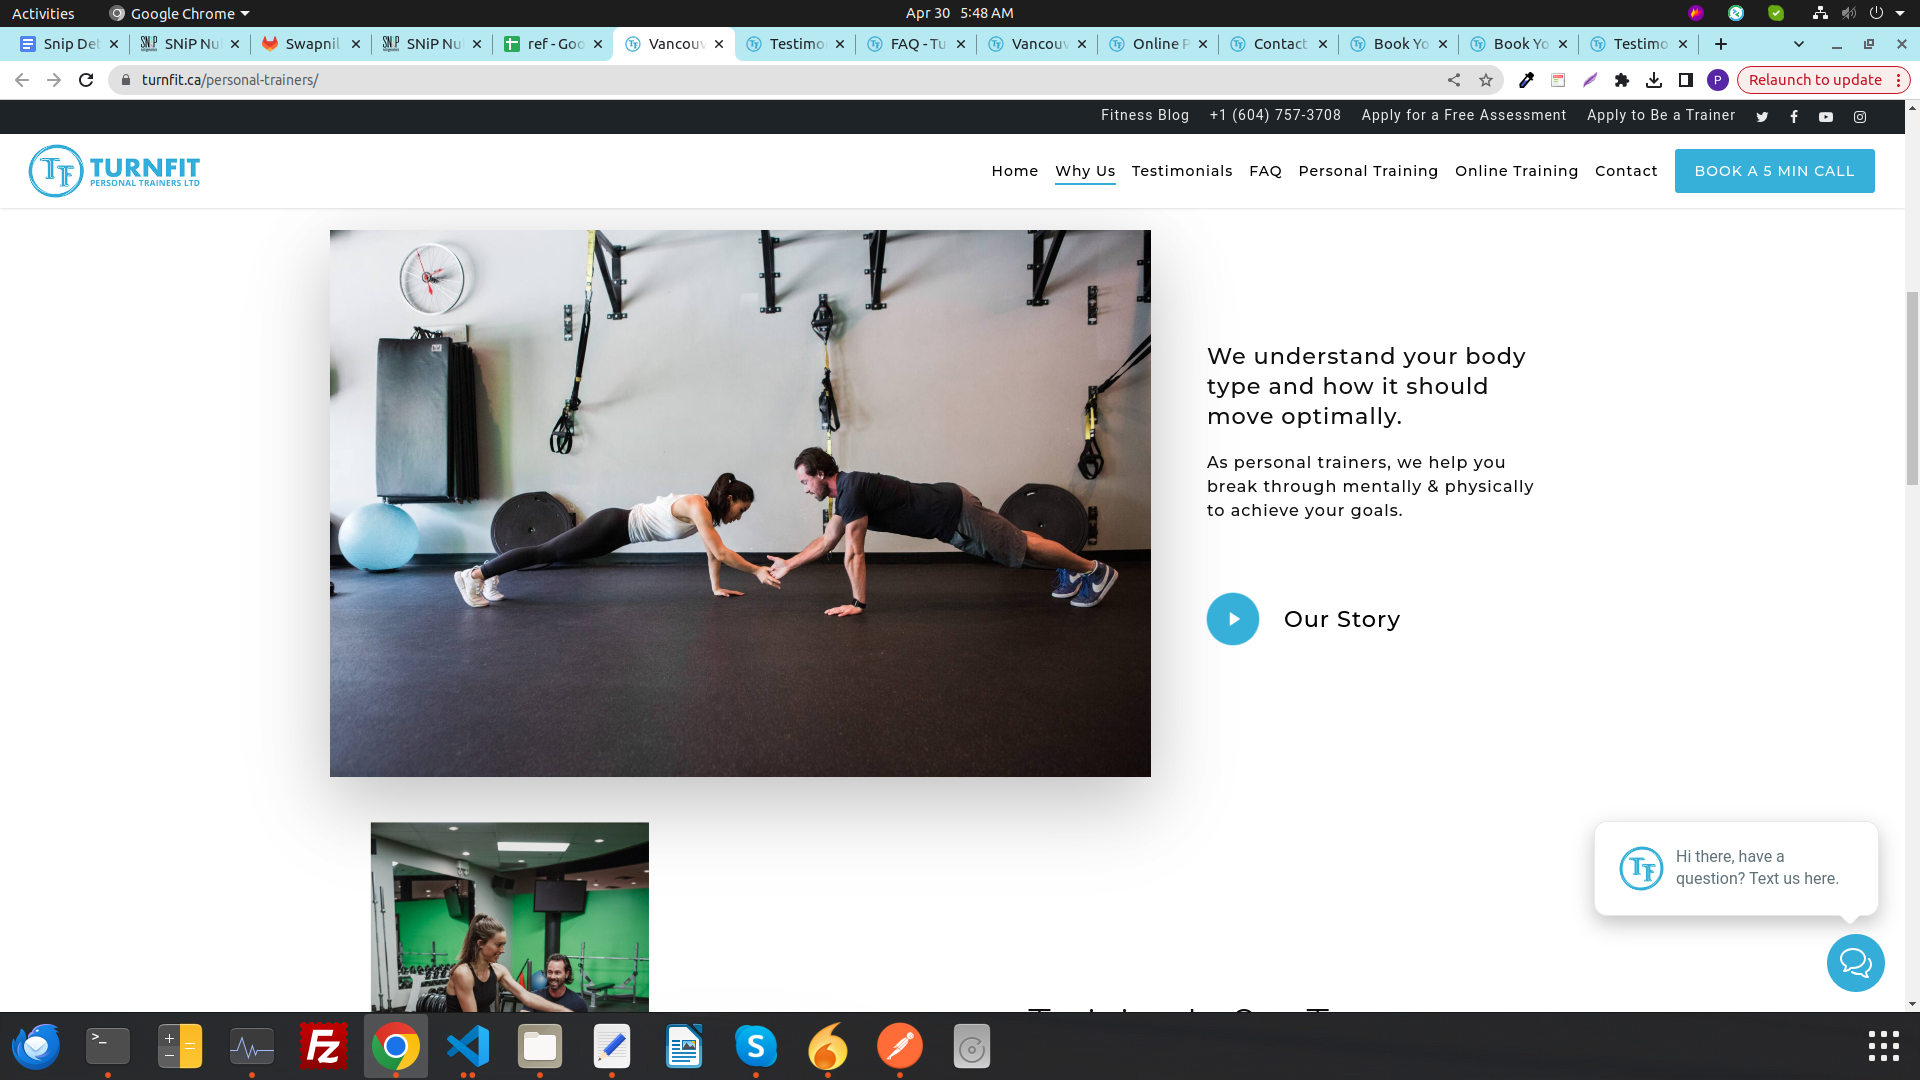 Activities
Google Chrome
Apr 30 5:48 AM
Snip Det
SNiP Nu
Swapnil
SNiP Nu
ref - Goo
Vancouv
Testimo
FAQ - Tu
Vancouv
Online P
Contact
Book Yo
Book Yo
Testimo
turnfit.ca/personal-trainers/
P
Relaunch to update
Fitness Blog
+1 (604) 757-3708
Apply for a Free Assessment
Apply to Be a Trainer
TF TURNFIT
PERSONAL TRAINERS LTD
Home
Why Us
Testimonials
FAQ
Personal Training
Online Training
Contact
BOOK A 5 MIN CALL
We understand your body
type and how it should
move optimally.
As personal trainers, we help you
break through mentally & physically
to achieve your goals.
Our Story
TF
Hi there, have a
question? Text us here.
>_
Fz
S